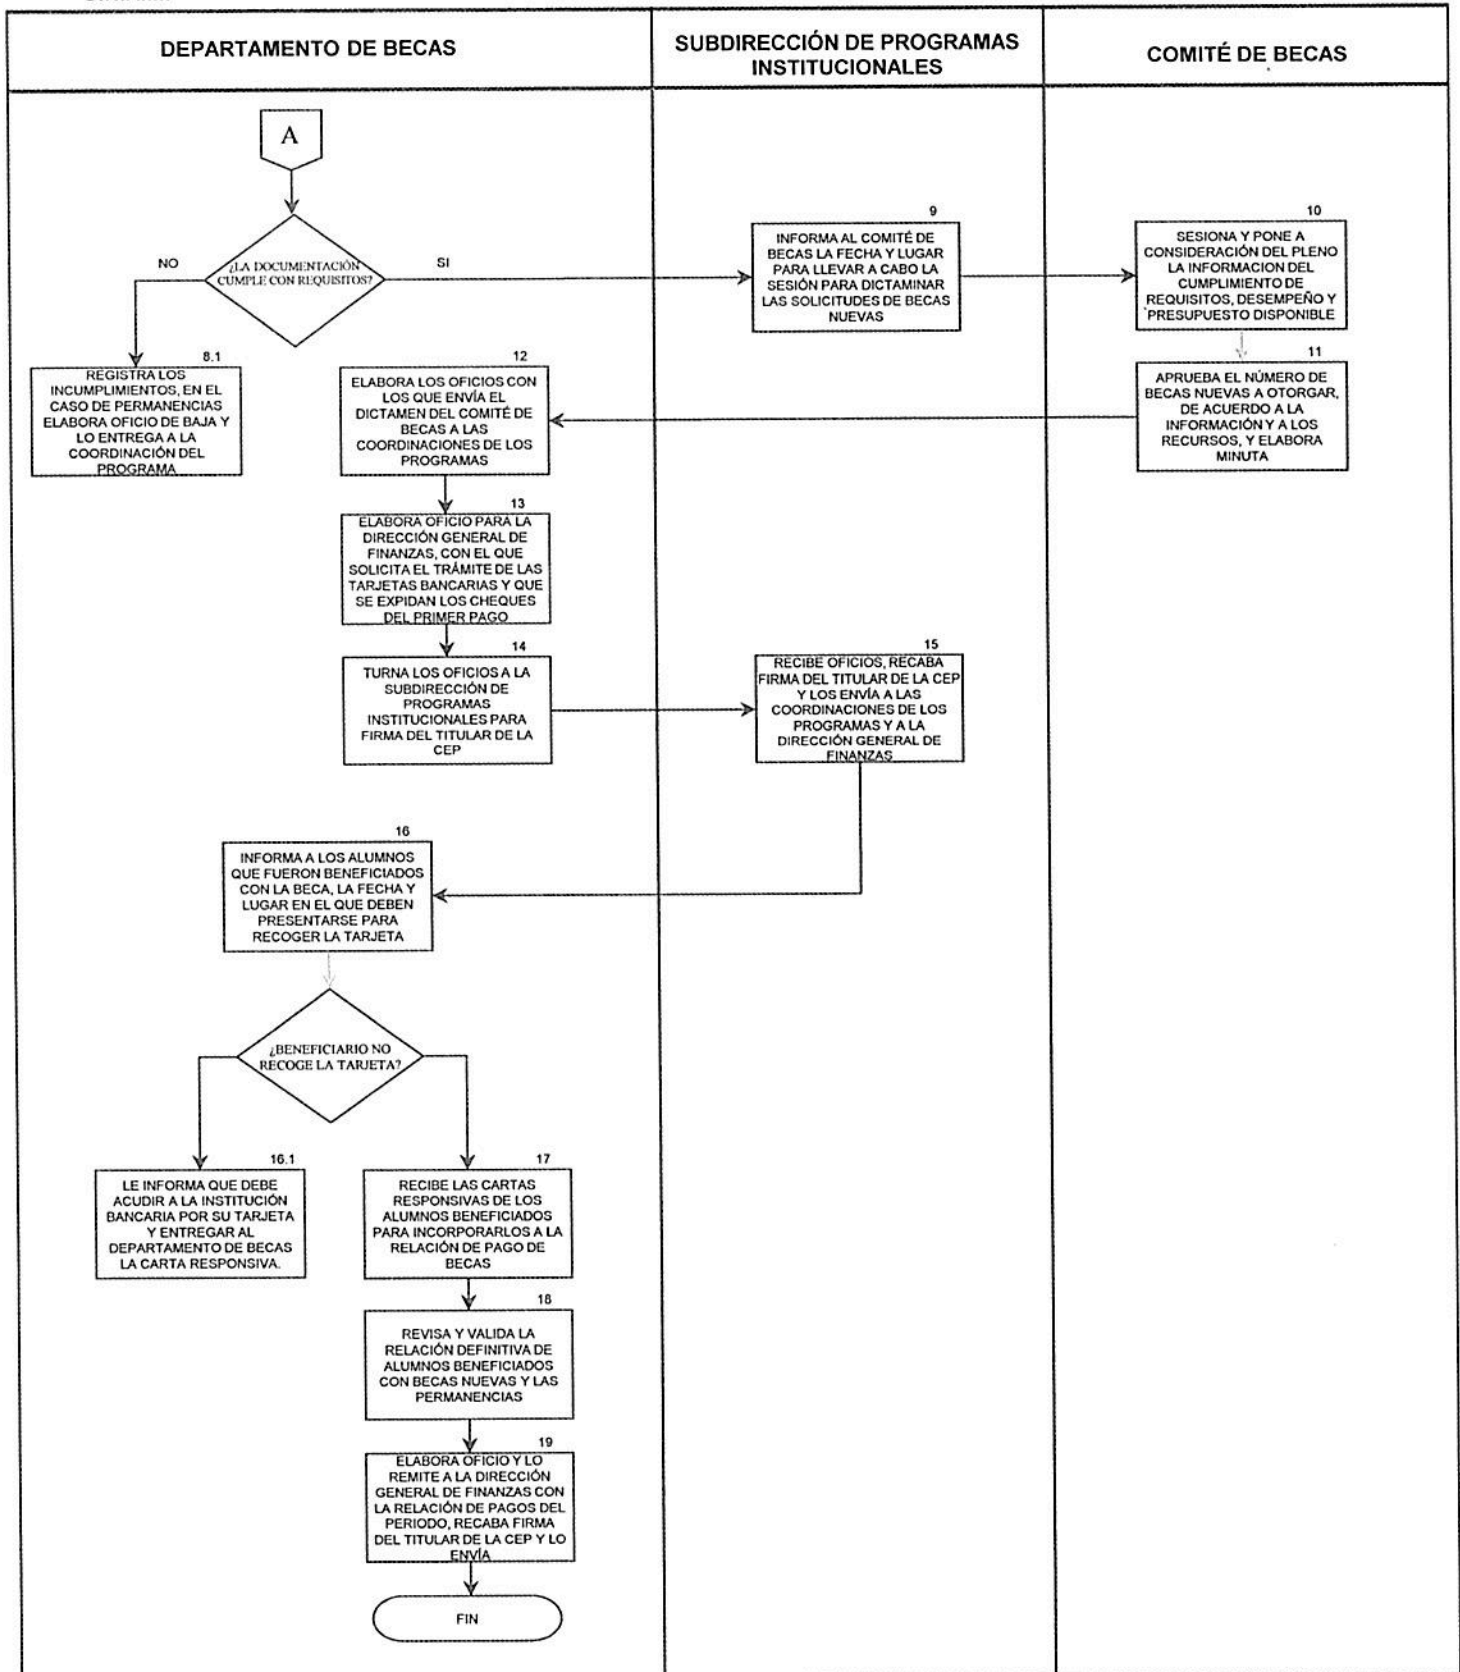 DEPARTAMENTO DE BECAS
SUBDIRECCIÓN DE PROGRAMAS
INSTITUCIONALES
COMITÉ DE BECAS
A
¿LA DOCUMENTACIÓN
CUMPLE CON REQUISITOS?
NO
SI
9
INFORMA AL COMITÉ DE
BECAS LA FECHA Y LUGAR
PARA LLEVAR A CABO LA
SESIÓN PARA DICTAMINAR
LAS SOLICITUDES DE BECAS
NUEVAS
10
SESIONA Y PONE A
CONSIDERACIÓN DEL PLENO
LA INFORMACION DEL
CUMPLIMIENTO DE
REQUISITOS, DESEMPEÑO Y
PRESUPUESTO DISPONIBLE
8.1
REGISTRA LOS
INCUMPLIMIENTOS, EN EL
CASO DE PERMANENCIAS
ELABORA OFICIO DE BAJA Y
LO ENTREGA A LA
COORDINACIÓN DEL
PROGRAMA
12
ELABORA LOS OFICIOS CON
LOS QUE ENVÍA EL
DICTAMEN DEL COMITÉ DE
BECAS A LAS
COORDINACIONES DE LOS
PROGRAMAS
11
APRUEBA EL NÚMERO DE
BECAS NUEVAS A OTORGAR,
DE ACUERDO A LA
INFORMACIÓN Y A LOS
RECURSOS, Y ELABORA
MINUTA
13
ELABORA OFICIO PARA LA
DIRECCIÓN GENERAL DE
FINANZAS, CON EL QUE
SOLICITA EL TRÁMITE DE LAS
TARJETAS BANCARIAS Y QUE
SE EXPIDAN LOS CHEQUES
DEL PRIMER PAGO
14
TURNA LOS OFICIOS A LA
SUBDIRECCIÓN DE
PROGRAMAS
INSTITUCIONALES PARA
FIRMA DEL TITULAR DE LA
CEP
15
RECIBE OFICIOS, RECABA
FIRMA DEL TITULAR DE LA CEP
Y LOS ENVÍA A LAS
COORDINACIONES DE LOS
PROGRAMAS Y A LA
DIRECCIÓN GENERAL DE
FINANZAS
16
INFORMA A LOS ALUMNOS
QUE FUERON BENEFICIADOS
CON LA BECA, LA FECHA Y
LUGAR EN EL QUE DEBEN
PRESENTARSE PARA
RECOGER LA TARJETA
¿BENEFICIARIO NO
RECOGE LA TARJETA?
16.1
LE INFORMA QUE DEBE
ACUDIR A LA INSTITUCIÓN
BANCARIA POR SU TARJETA
Y ENTREGAR AL
DEPARTAMENTO DE BECAS
LA CARTA RESPONSIVA.
17
RECIBE LAS CARTAS
RESPONSIVAS DE LOS
ALUMNOS BENEFICIADOS
PARA INCORPORARLOS A LA
RELACIÓN DE PAGO DE
BECAS
18
REVISA Y VALIDA LA
RELACIÓN DEFINITIVA DE
ALUMNOS BENEFICIADOS
CON BECAS NUEVAS Y LAS
PERMANENCIAS
19
ELABORA OFICIO Y LO
REMITE A LA DIRECCIÓN
GENERAL DE FINANZAS CON
LA RELACIÓN DE PAGOS DEL
PERIODO, RECABA FIRMA
DEL TITULAR DE LA CEP Y LO
ENVÍA
FIN